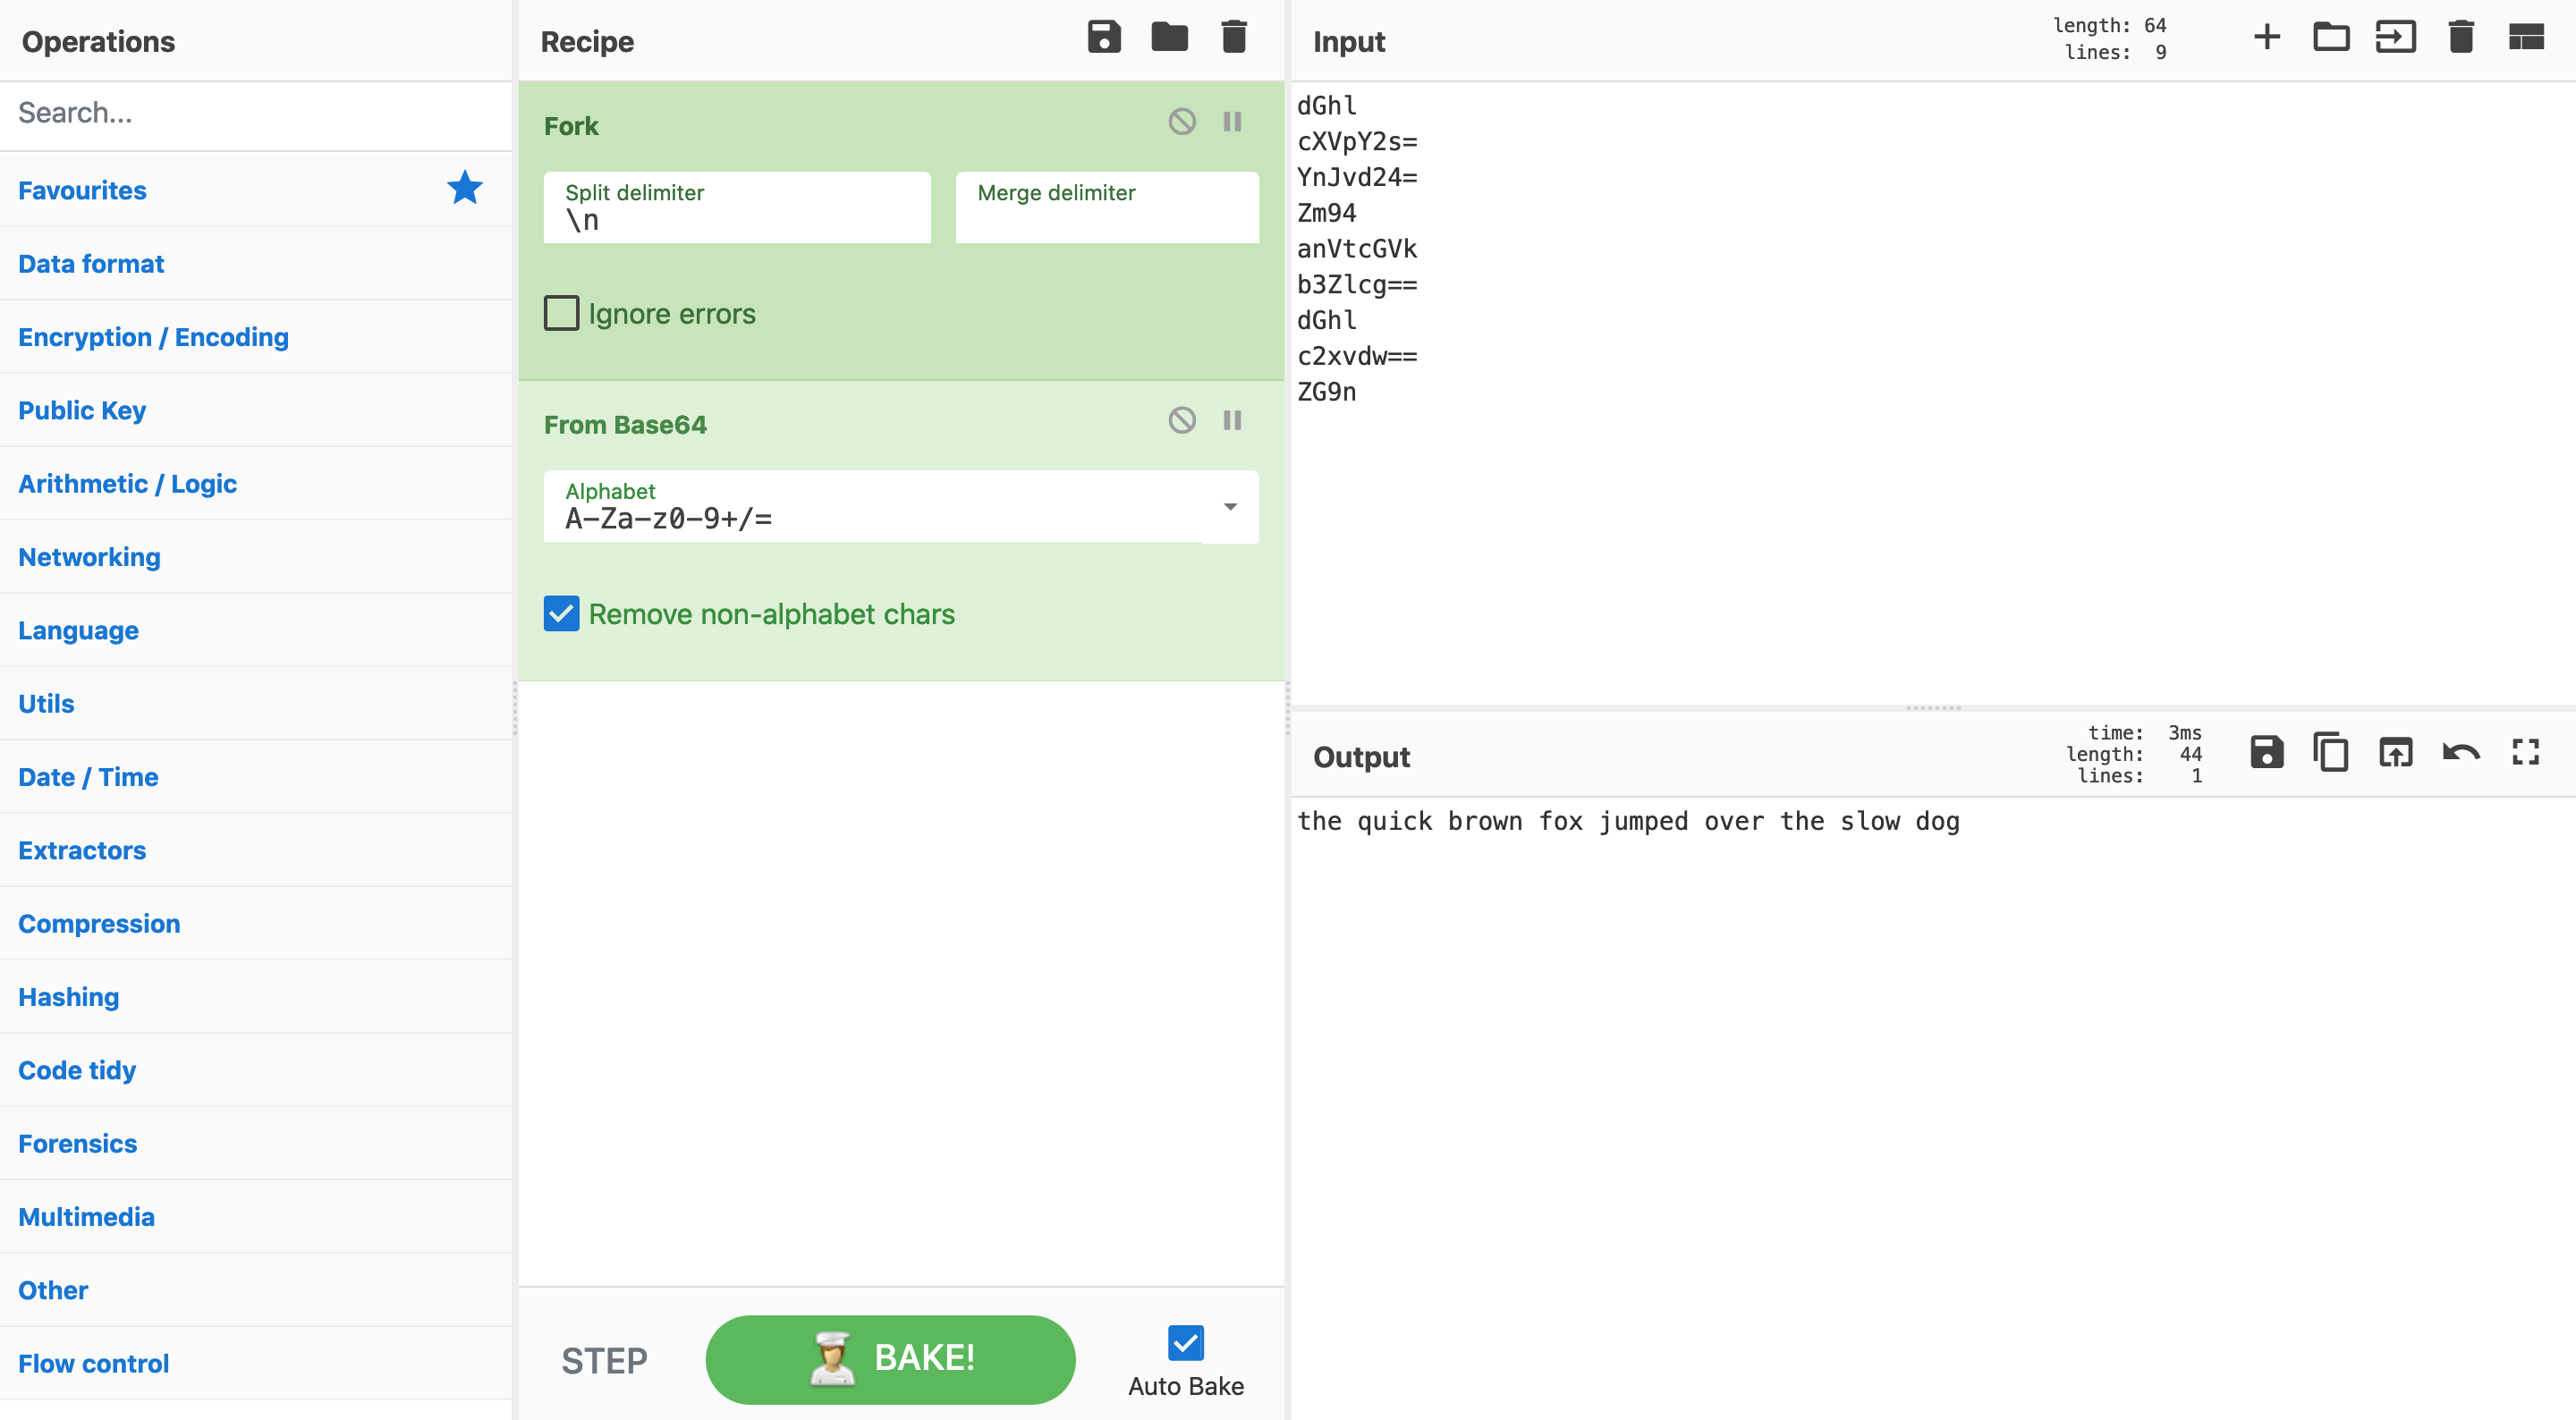 Operations
Search...
Favourites
Data format
Encryption / Encoding
Public Key
Arithmetic / Logic
Networking
Language
Utils
Date / Time
Extractors
Compression
Hashing
Code tidy
Forensics
Multimedia
Other
Flow control
Recipe
Fork
Split delimiter
\n
Merge delimiter
Ignore errors
From Base64
Alphabet
A-Za-z0-9+/=
Remove non-alphabet chars
STEP
BAKE!
Auto Bake
Input
length: 64
lines: 9
dGhl
cXVpY2s=
YnJvd24=
Zm94
anVtcGVk
b3Zlcg==
dGhl
c2xvdw==
ZG9n
Output
time: 3ms
length: 44
lines: 1
the quick brown fox jumped over the slow dog